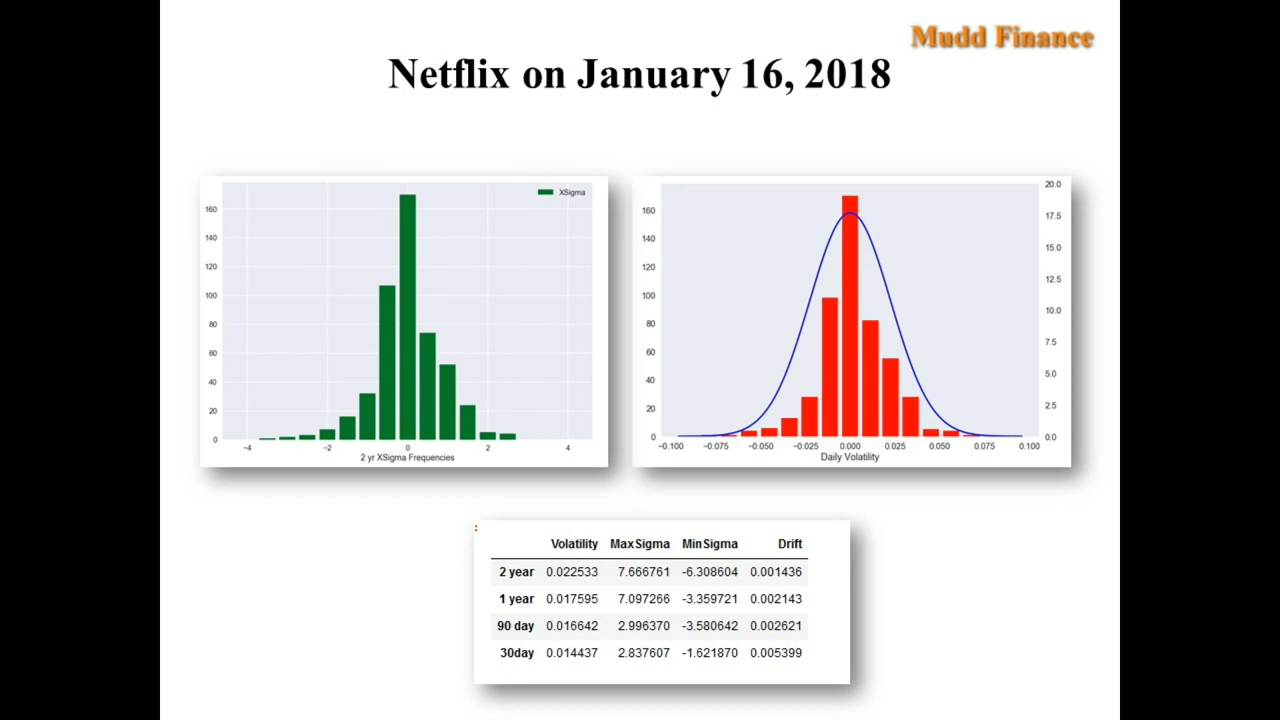 Mudd Finance
Netflix on January 16, 2018
XSigma
160
140
120
100
80
60
40
20
0
−4 −2 0 2 4
2 yr XSigma Frequencies
160
140
120
100
80
60
40
20
0
20.0
17.5
15.0
12.5
10.0
7.5
5.0
2.5
0.0
−0.100 −0.075 −0.050 −0.025 0.000 0.025 0.050 0.075 0.100
Daily Volatility
:
Volatility MaxSigma MinSigma Drift
2 year 0.022533 7.666761 -6.308604 0.001436
1 year 0.017595 7.097266 -3.359721 0.002143
90 day 0.016642 2.996370 -3.580642 0.002621
30day 0.014437 2.837607 -1.621870 0.005399